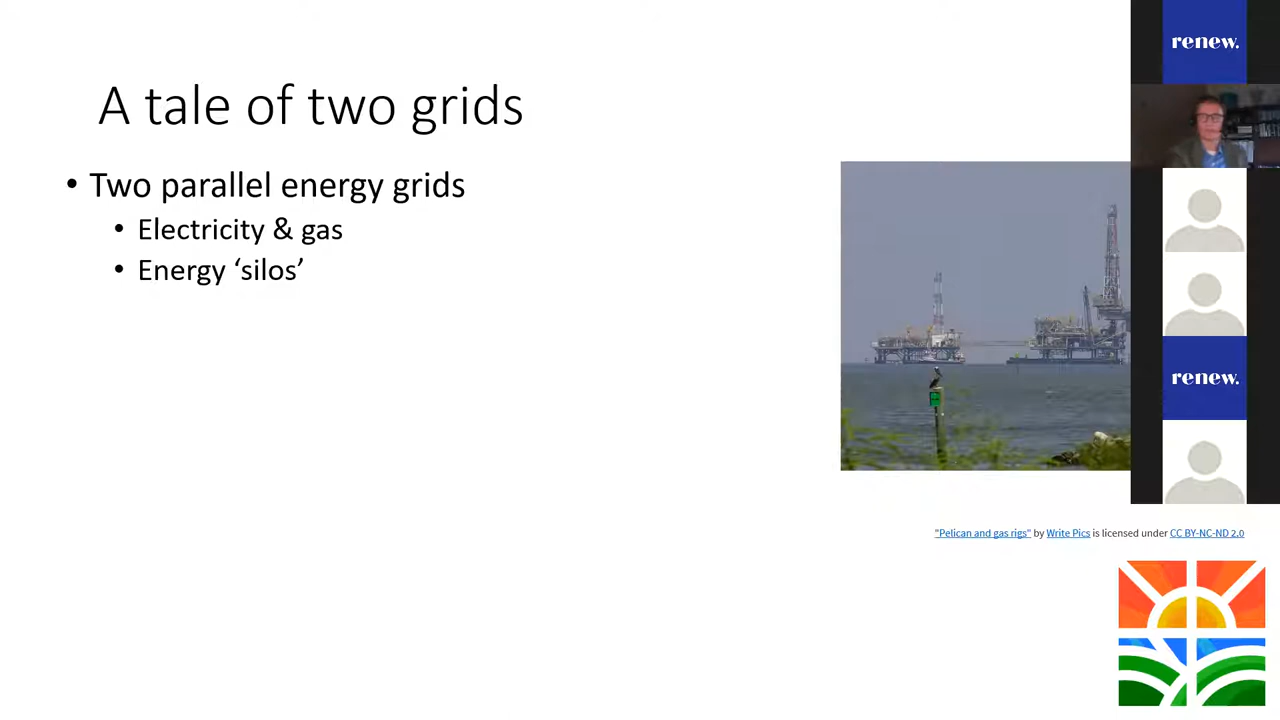 A tale of two grids
• Two parallel energy grids
• Electricity & gas
• Energy ‘silos’
renew.
renew.
"Pelican and gas rigs" by Write Pics is licensed under CC BY-NC-ND 2.0